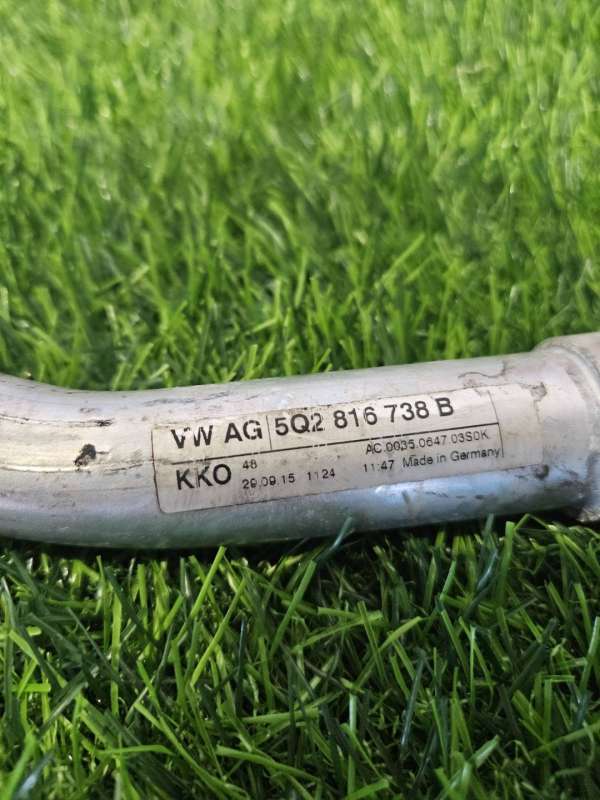 VW AG 5Q2 816 738 B
KKO 48 AC.0035.0647.03S0K
29.09.15 1124 11:47 Made in Germany